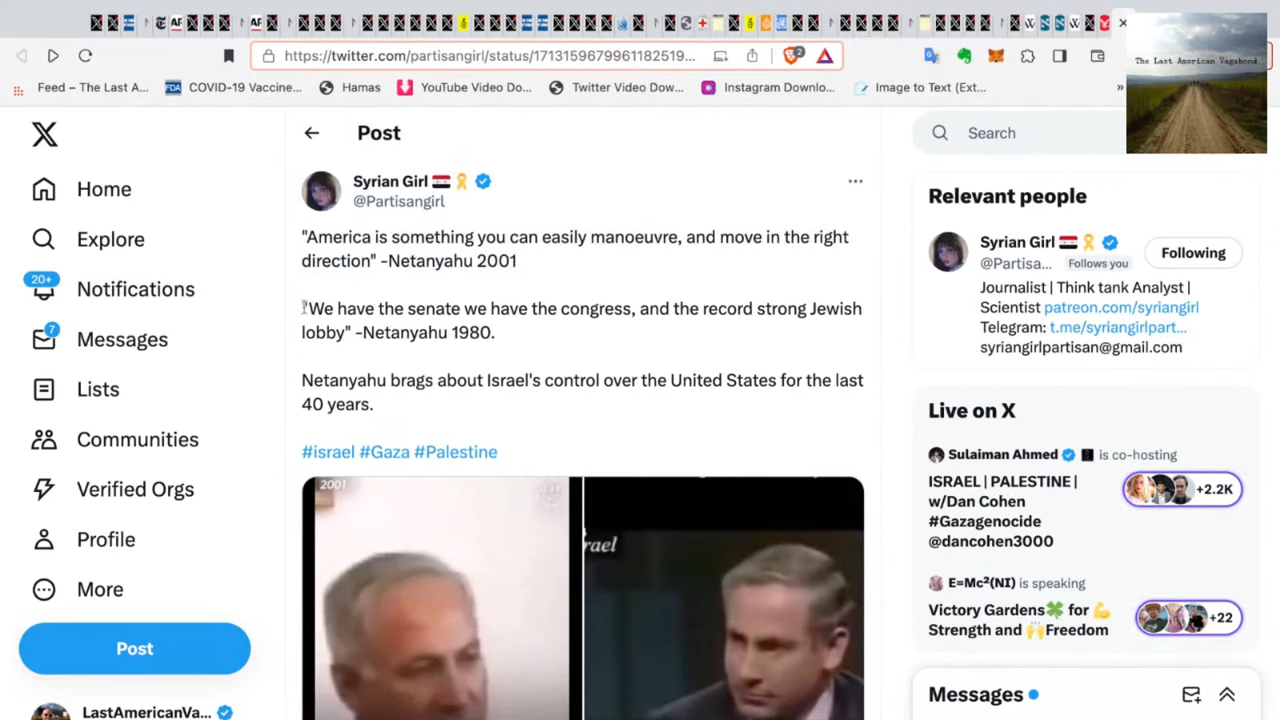 https://twitter.com/partisangirl/status/1713159679961182519...
2
Feed – The Last A...
COVID-19 Vaccine...
Hamas
YouTube Video Do...
Twitter Video Dow...
Instagram Downlo...
Image to Text (Ext...
»
The Last American Vagabond
Home
Explore
20+
Notifications
7
Messages
Lists
Communities
Verified Orgs
Profile
More
Post
LastAmericanVa...
Post
Syrian Girl
@Partisangirl
"America is something you can easily manoeuvre, and move in the right
direction" -Netanyahu 2001
"We have the senate we have the congress, and the record strong Jewish
lobby" -Netanyahu 1980.
Netanyahu brags about Israel's control over the United States for the last
40 years.
#israel #Gaza #Palestine
2001
rael
Search
Relevant people
Syrian Girl
@Partisa... Follows you
Following
Journalist | Think tank Analyst |
Scientist patreon.com/syriangirl
Telegram: t.me/syriangirlpart...
syriangirlpartisan@gmail.com
Live on X
Sulaiman Ahmed is co-hosting
ISRAEL | PALESTINE |
w/Dan Cohen
#Gazagenocide
@dancohen3000
+2.2K
E=Mc²(NI) is speaking
Victory Gardens🍀 for 💪
Strength and 🙌Freedom
+22
Messages